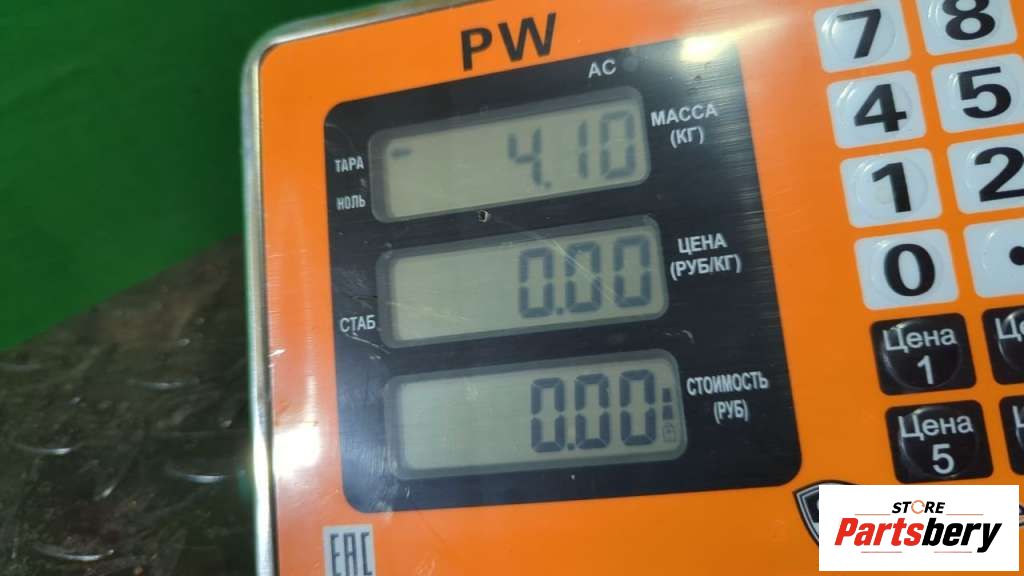 PW
AC
7
8
- 4.10
МАССА
(КГ)
ТАРА
НОЛЬ
4
5
1
2
0.00
ЦЕНА
(РУБ/КГ)
СТАБ
0
.
0.00
СТОИМОСТЬ
(РУБ)
Цена
1
Цена
5
EAC
STORE
Partsbery